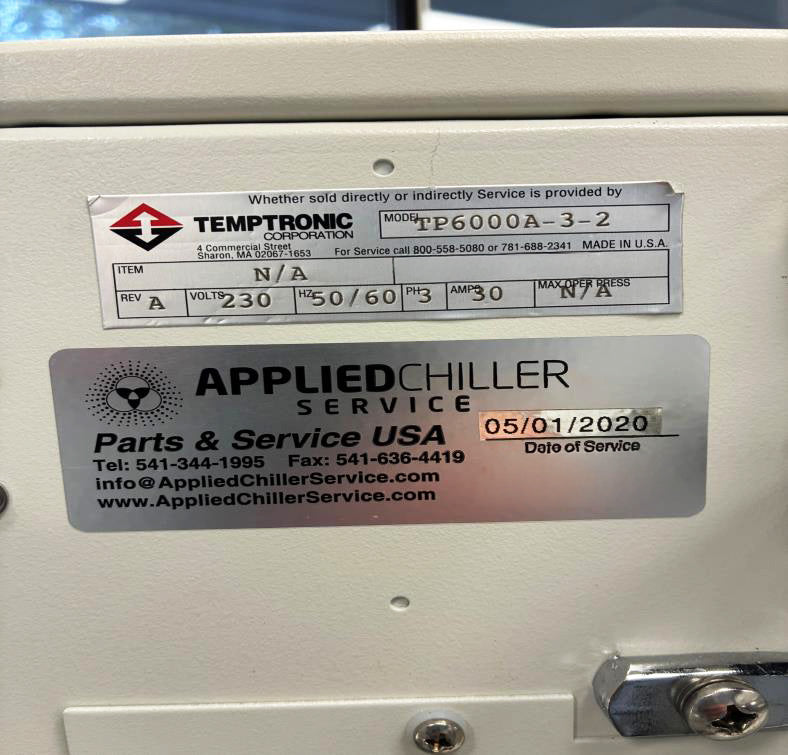 Whether sold directly or indirectly Service is provided by
TEMPTRONIC
CORPORATION
MODEL TP6000A-3-2
4 Commercial Street
Sharon, MA 02067-1653
For Service call 800-558-5080 or 781-688-2341 MADE IN U.S.A.
ITEM N/A
REV A VOLTS 230 HZ 50/60 PH 3 AMPS 30 MAX OPER PRESS N/A
APPLIEDCHILLER
SERVICE
05/01/2020
Parts & Service USA
Date of Service
Tel: 541-344-1995 Fax: 541-636-4419
info@AppliedChillerService.com
www.AppliedChillerService.com